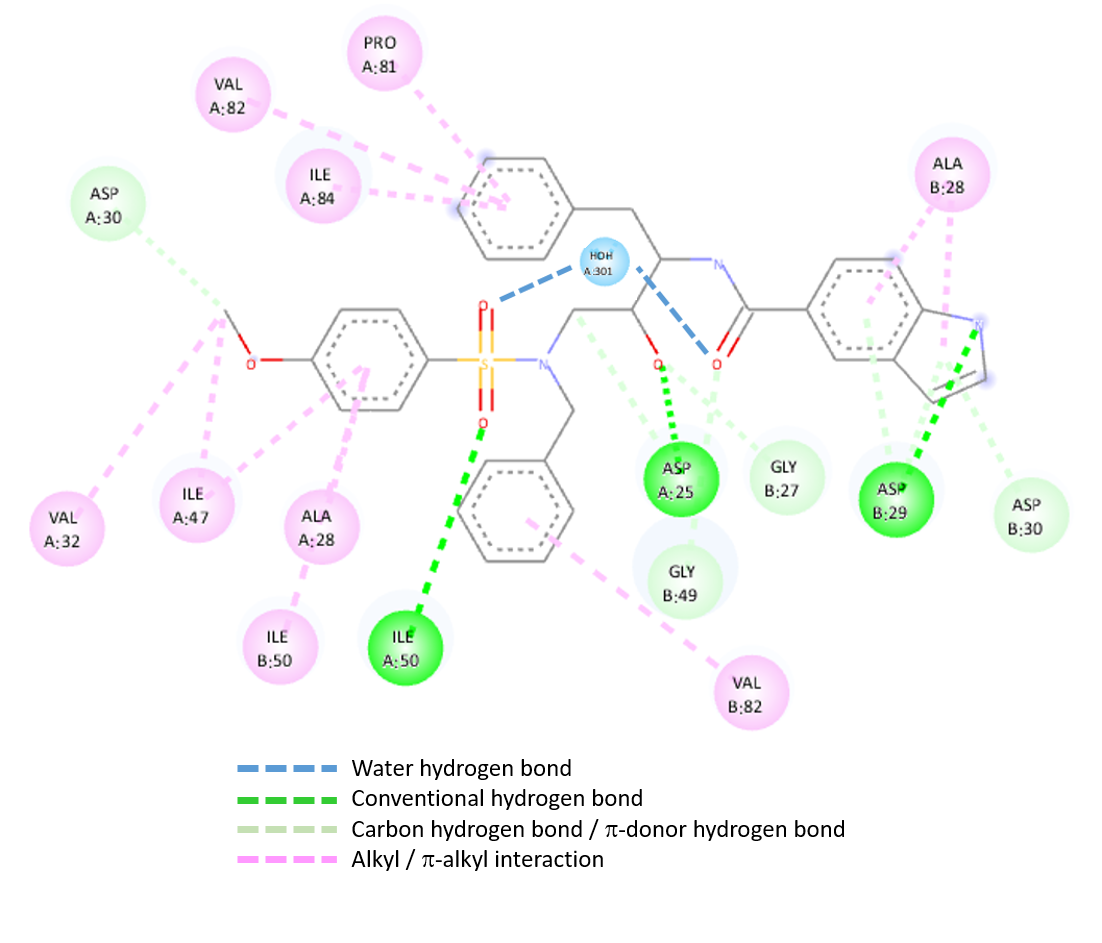 PRO
A:81
VAL
A:82
ALA
B:28
ILE
A:84
ASP
A:30
HOH
A:301
N
O
O
S
N
O
O
N
O
ASP
A:25
GLY
B:27
ASP
B:29
ASP
B:30
ILE
A:47
VAL
A:32
ALA
A:28
GLY
B:49
ILE
B:50
ILE
A:50
VAL
B:82
Water hydrogen bond
Conventional hydrogen bond
Carbon hydrogen bond / π-donor hydrogen bond
Alkyl / π-alkyl interaction